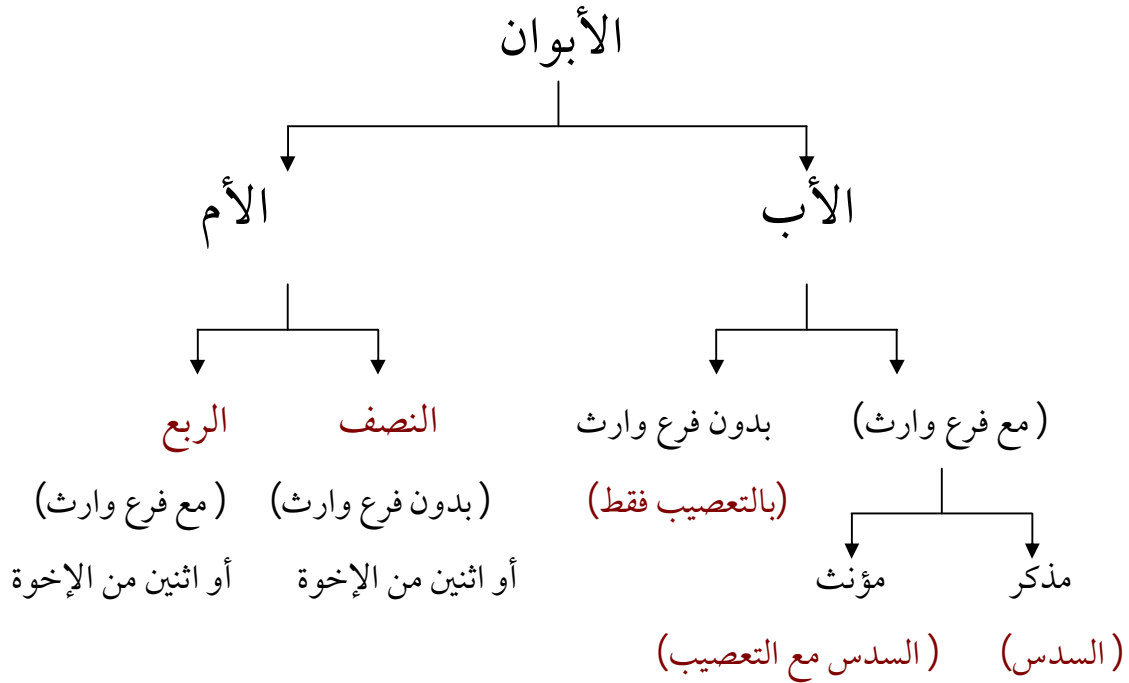 الأبوان
الأب
الأم
( مع فرع وارث)
بدون فرع وارث
النصف
الربع
(بالتعصيب فقط)
( بدون فرع وارث)
( مع فرع وارث)
مذكر
مؤنث
أو اثنين من الإخوة
أو اثنين من الإخوة
( السدس)
( السدس مع التعصيب)